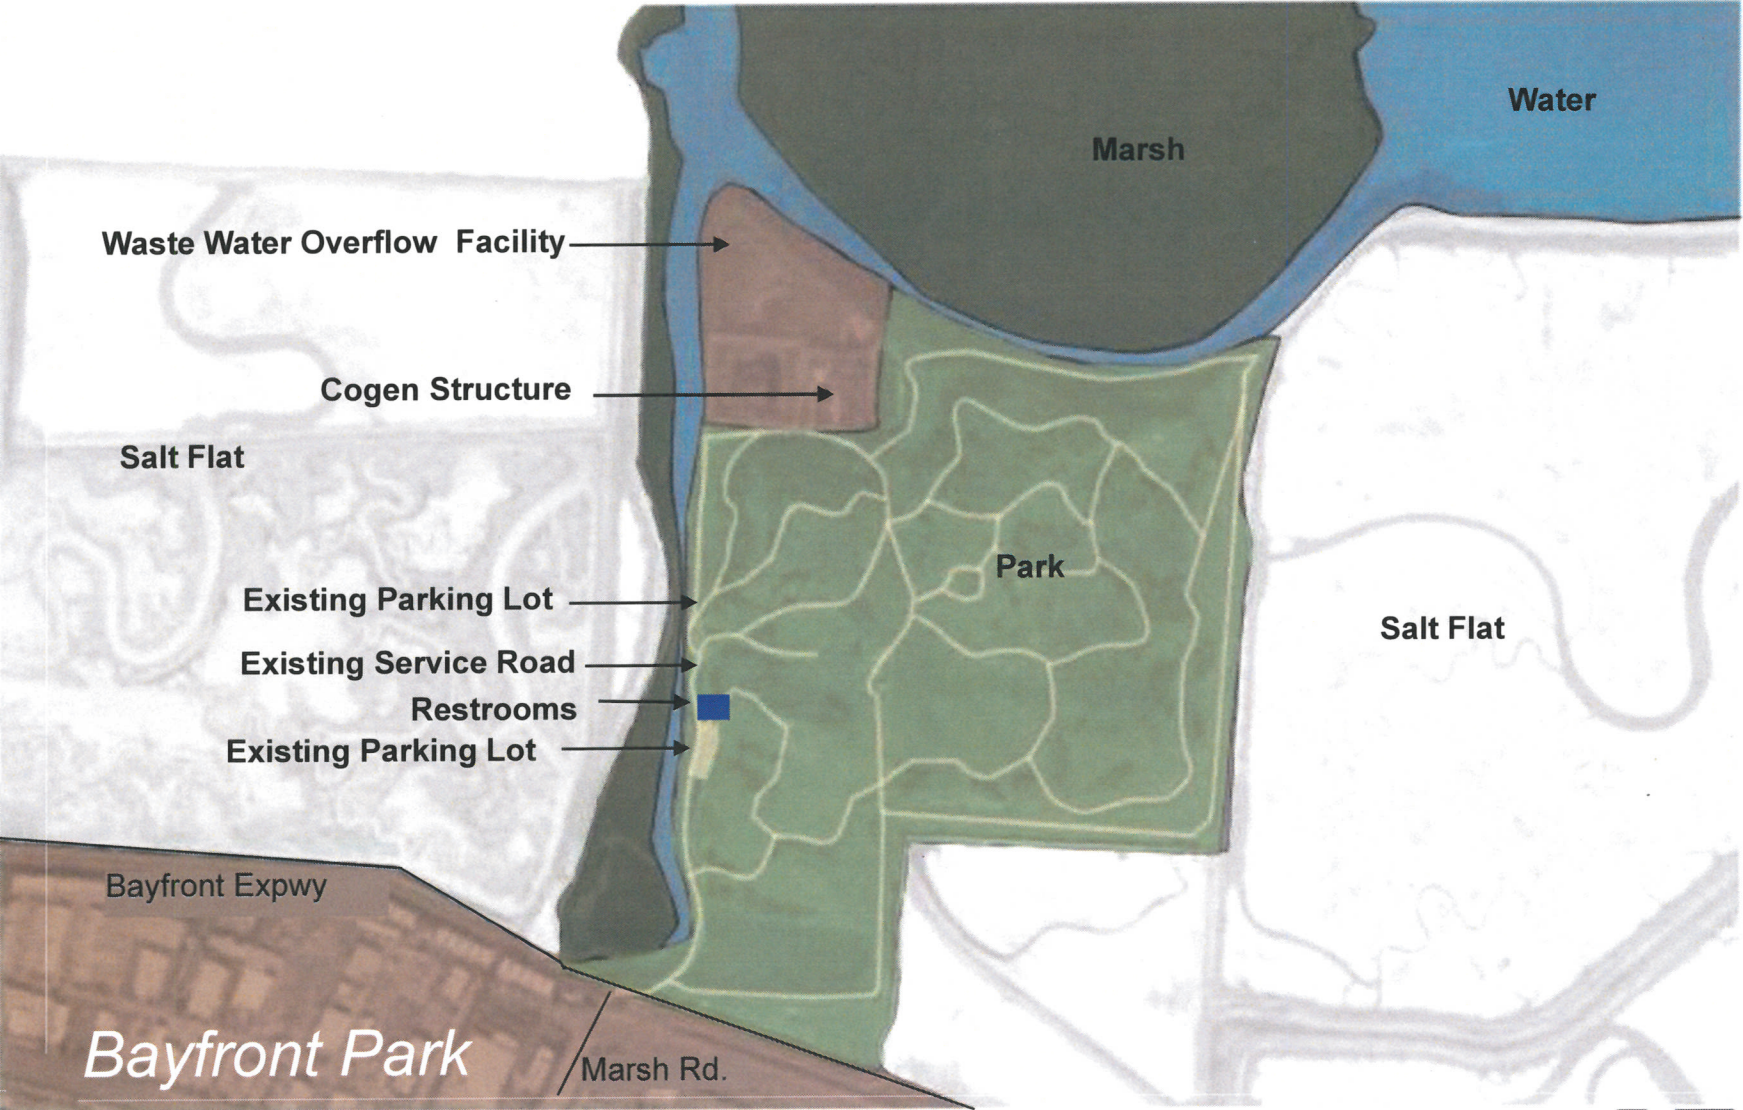 Water
Marsh
Waste Water Overflow Facility
Cogen Structure
Salt Flat
Park
Existing Parking Lot
Salt Flat
Existing Service Road
Restrooms
Existing Parking Lot
Bayfront Expwy
Bayfront Park
Marsh Rd.